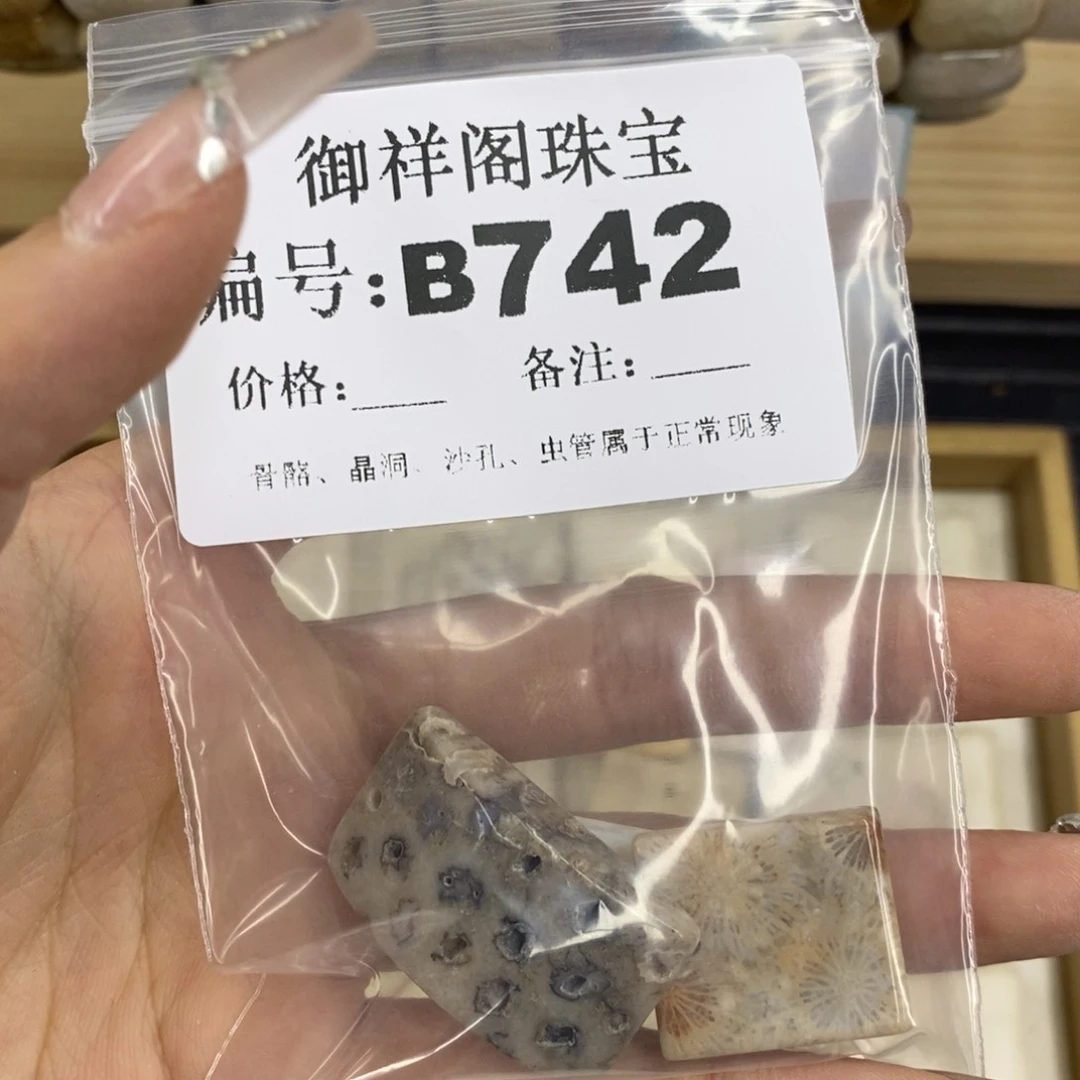 御祥阁珠宝
编号:B742
价格:____ 备注:____
骨骼、晶洞、沙孔、虫管属于正常现象